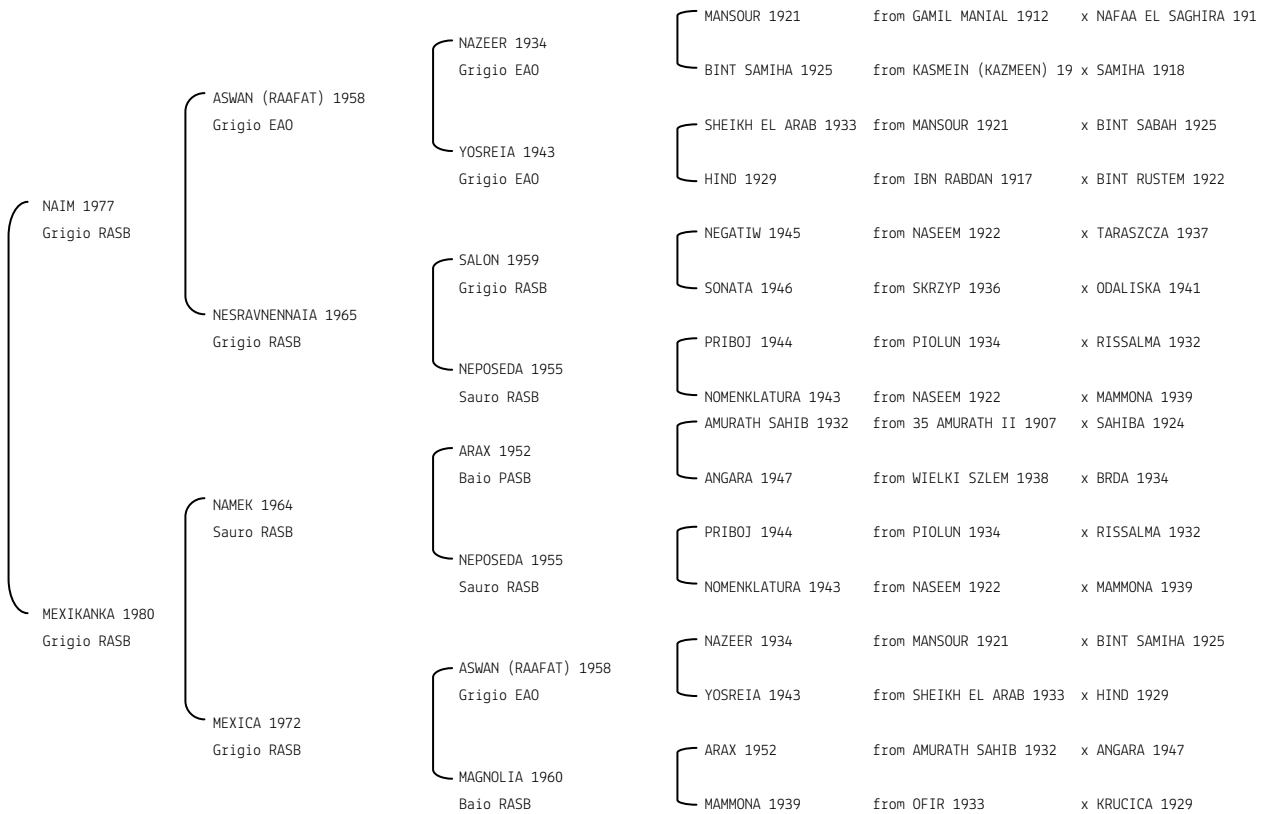 MANSOUR 1921 from GAMIL MANIAL 1912 x NAFAA EL SAGHIRA 191
NAZEER 1934
Grigio EAO
BINT SAMIHA 1925 from KASMEIN (KAZMEEN) 19 x SAMIHA 1918
ASWAN (RAAFAT) 1958
Grigio EAO
SHEIKH EL ARAB 1933 from MANSOUR 1921 x BINT SABAH 1925
YOSREIA 1943
Grigio EAO
HIND 1929 from IBN RABDAN 1917 x BINT RUSTEM 1922
NAIM 1977
Grigio RASB
NEGATIW 1945 from NASEEM 1922 x TARASZCZA 1937
SALON 1959
Grigio RASB
SONATA 1946 from SKRZYP 1936 x ODALISKA 1941
NESRAVNENNAIA 1965
Grigio RASB
PRIBOJ 1944 from PIOLUN 1934 x RISSALMA 1932
NEPOSEDA 1955
Sauro RASB
NOMENKLATURA 1943 from NASEEM 1922 x MAMMONA 1939
AMURATH SAHIB 1932 from 35 AMURATH II 1907 x SAHIBA 1924
ARAX 1952
Baio PASB
ANGARA 1947 from WIELKI SZLEM 1938 x BRDA 1934
NAMEK 1964
Sauro RASB
PRIBOJ 1944 from PIOLUN 1934 x RISSALMA 1932
NEPOSEDA 1955
Sauro RASB
NOMENKLATURA 1943 from NASEEM 1922 x MAMMONA 1939
MEXIKANKA 1980
Grigio RASB
NAZEER 1934 from MANSOUR 1921 x BINT SAMIHA 1925
ASWAN (RAAFAT) 1958
Grigio EAO
YOSREIA 1943 from SHEIKH EL ARAB 1933 x HIND 1929
MEXICA 1972
Grigio RASB
ARAX 1952 from AMURATH SAHIB 1932 x ANGARA 1947
MAGNOLIA 1960
Baio RASB
MAMMONA 1939 from OFIR 1933 x KRUCICA 1929